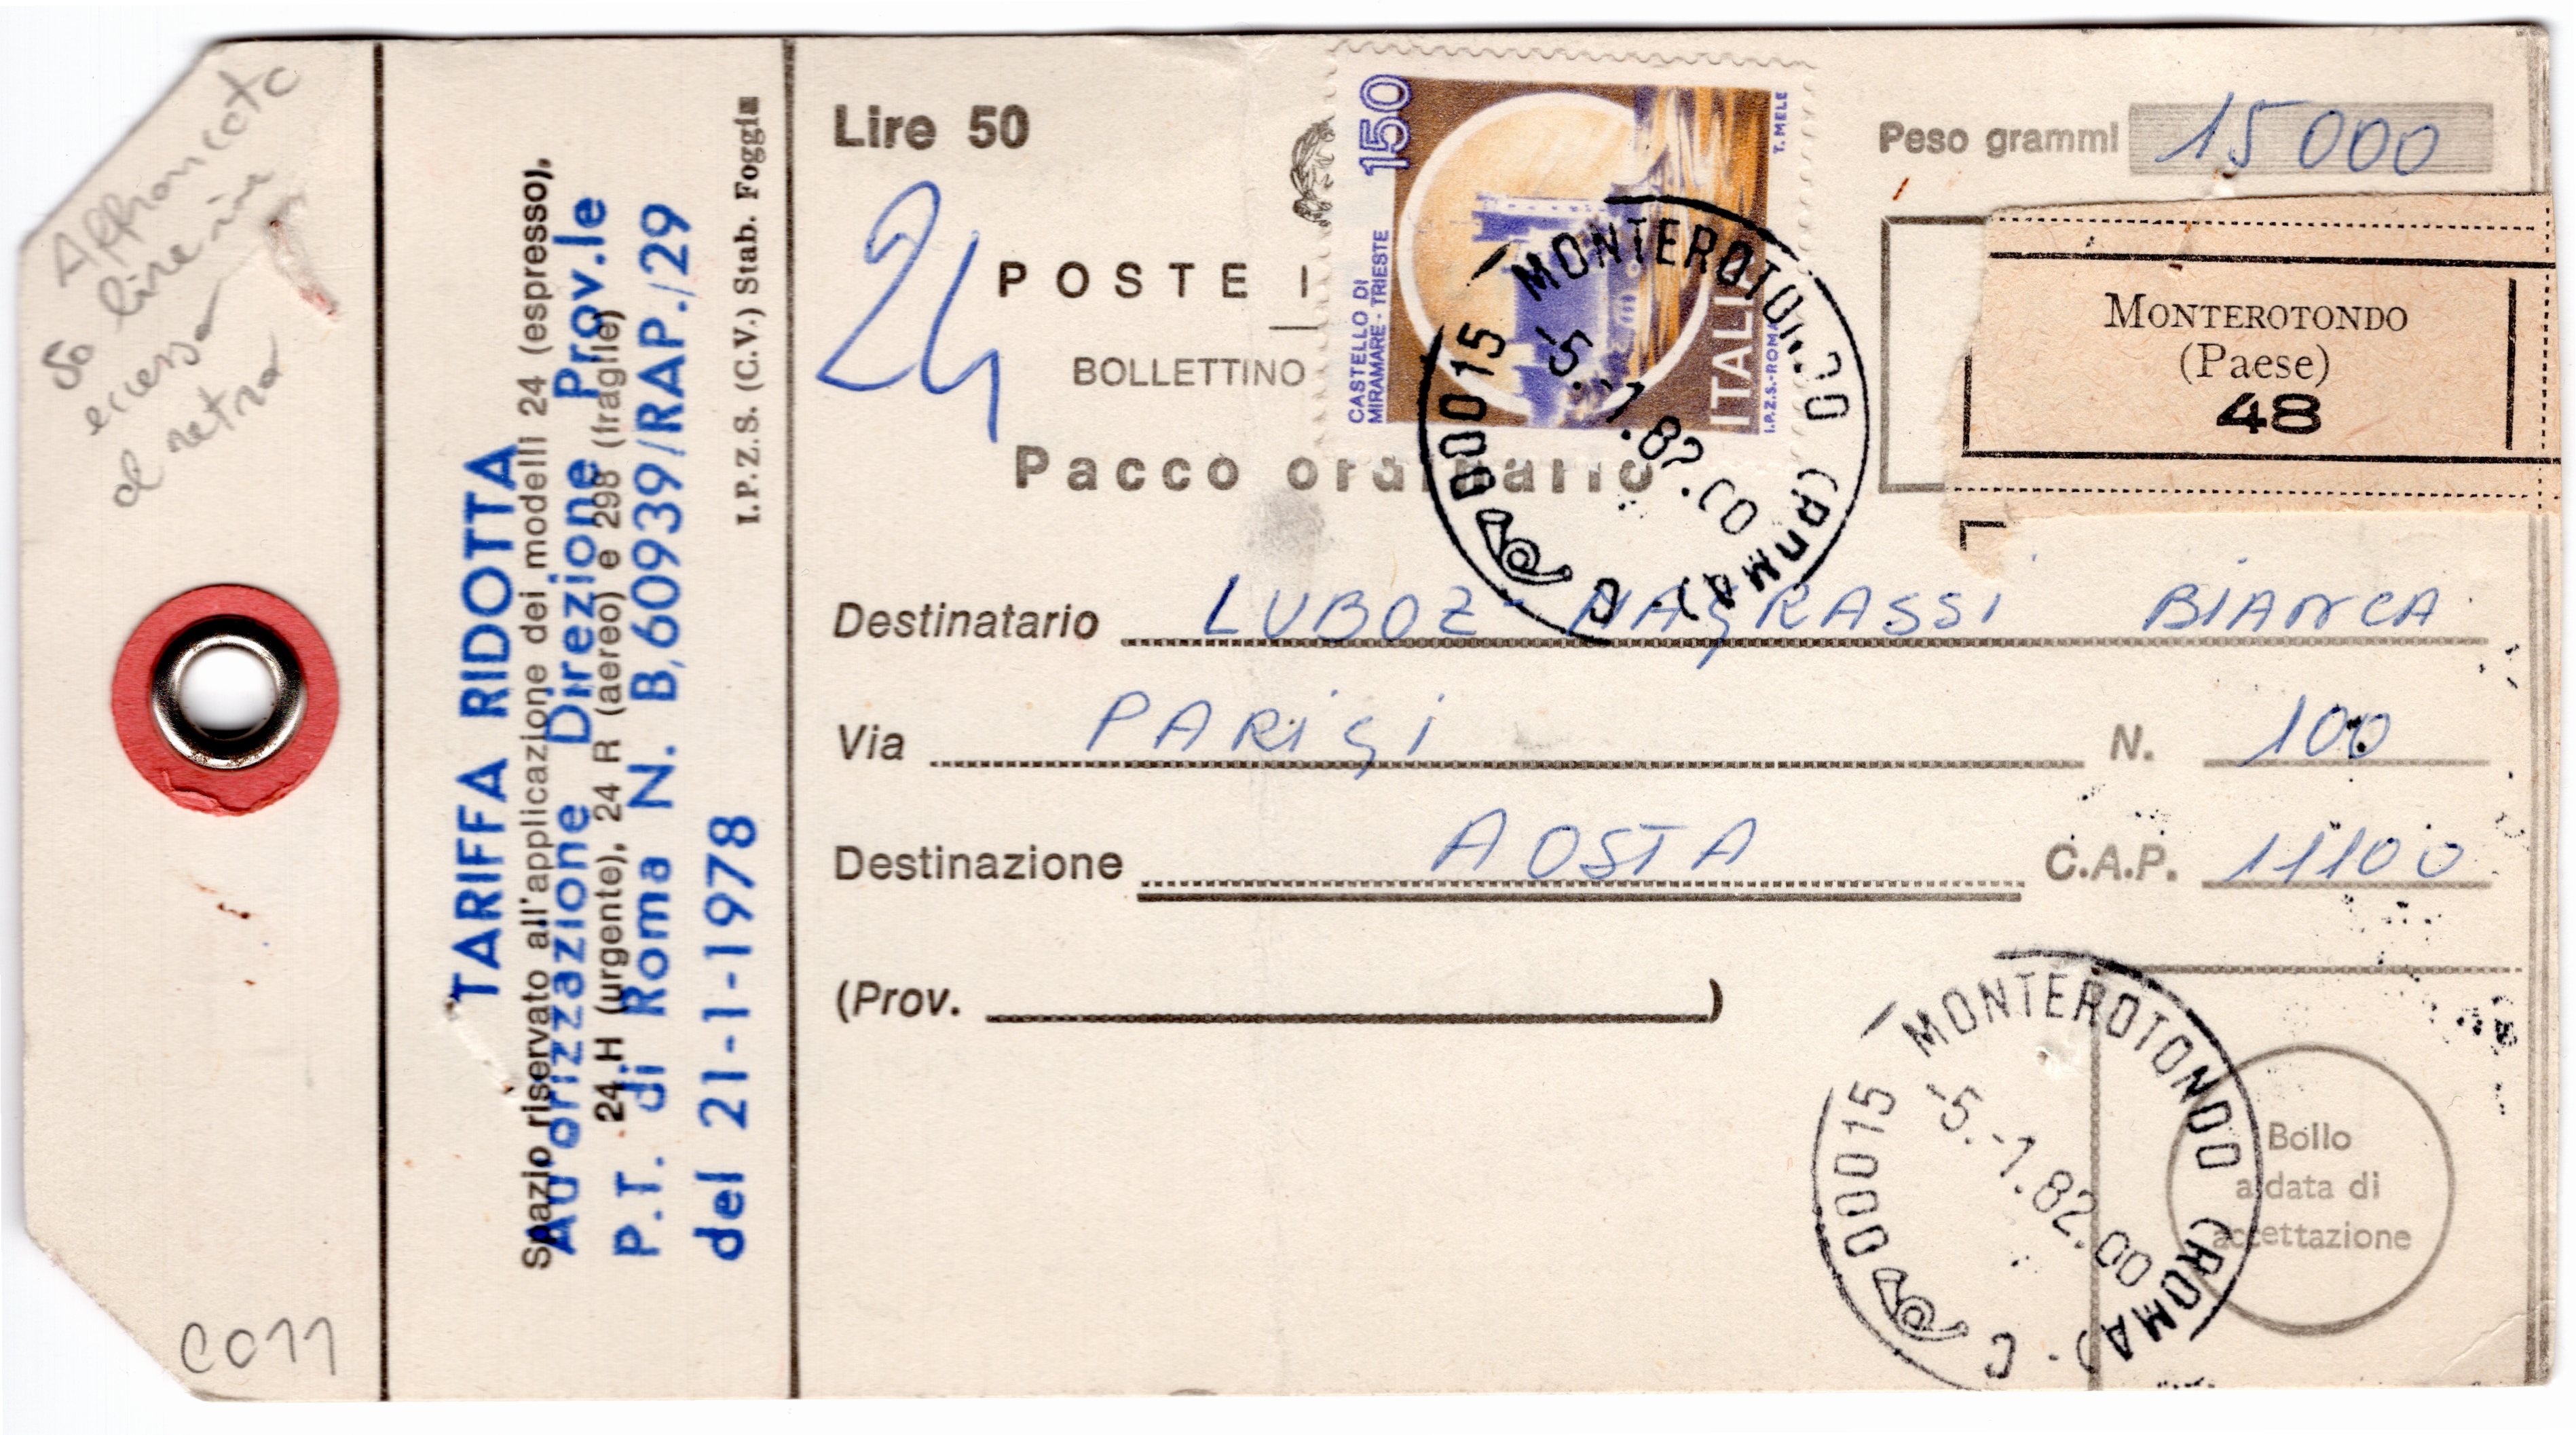 Affrancato
50 lire in
eccesso
al retro
C011
TARIFFA RIDOTTA
Autorizzazione Direzione Prov.le
P.T. di Roma N. B,60939/RAP./29
del 21-1-1978
Spazio riservato all'applicazione dei modelli 24 (espresso),
24 H (urgente), 24 R (aereo) e 298 (fragile)
I.P.Z.S. (C.V.) Stab. Foggia
Lire 50
24
POSTE I
BOLLETTINO
Pacco ordinario
150
CASTELLO DI
MIRAMARE - TRIESTE
ITALIA
T. MELE
I.P.Z.S.-ROMA
00015 MONTEROTONDO (ROMA) C
-5.-1.82.00
Peso grammi 15000
MONTEROTONDO
(Paese)
48
Destinatario LUBOZ NAGRASSI BIANCA
Via PARIGI N. 100
Destinazione AOSTA C.A.P. 11100
(Prov. )
00015 MONTEROTONDO (ROMA) - C
-5.-1.82.00
Bollo
a data di
accettazione